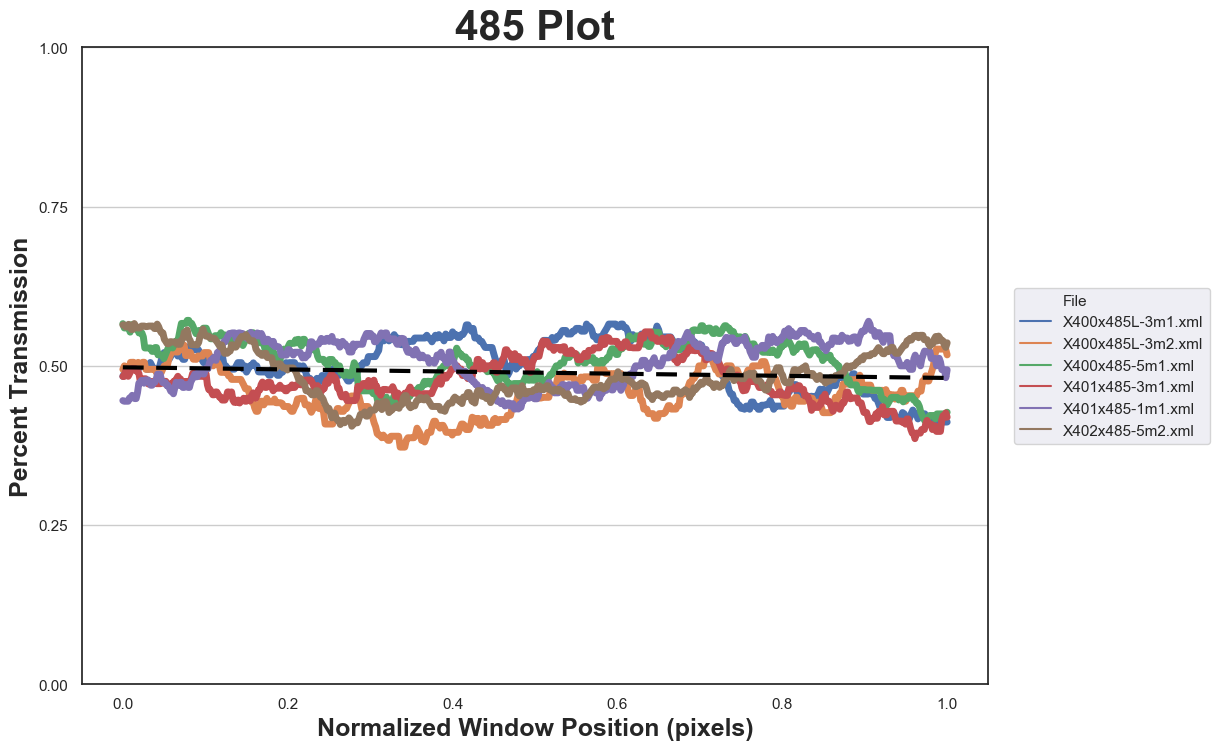 485 Plot
Percent Transmission
1.00
0.75
0.50
0.25
0.00
0.0 0.2 0.4 0.6 0.8 1.0
Normalized Window Position (pixels)
File
X400x485L-3m1.xml
X400x485L-3m2.xml
X400x485-5m1.xml
X401x485-3m1.xml
X401x485-1m1.xml
X402x485-5m2.xml